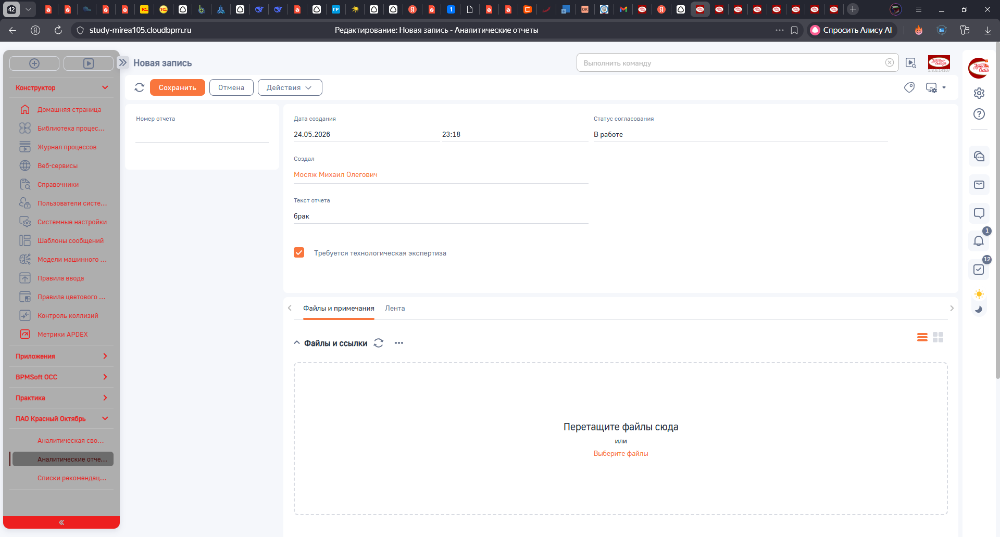 42
study-mirea105.cloudbpm.ru
Редактирование: Новая запись - Аналитические отчеты
Спросить Алису AI
Новая запись
Выполнить команду
Сохранить
Отмена
Действия
Конструктор
Домашняя страница
Библиотека процес...
Журнал процессов
Веб-сервисы
Справочники
Пользователи систе...
Системные настройки
Шаблоны сообщений
Модели машинного ...
Правила ввода
Правила цветового ...
Контроль коллизий
Метрики APDEX
Приложения
BPMSoft ОСС
Практика
ПАО Красный Октябрь
Аналитическая сво...
Аналитические отче...
Списки рекомендац...
Номер отчета
Дата создания
24.05.2026
23:18
Статус согласования
В работе
Создал
Мосяж Михаил Олегович
Текст отчета
брак
Требуется технологическая экспертиза
Файлы и примечания
Лента
Файлы и ссылки
Перетащите файлы сюда
или
Выберите файлы
1
12